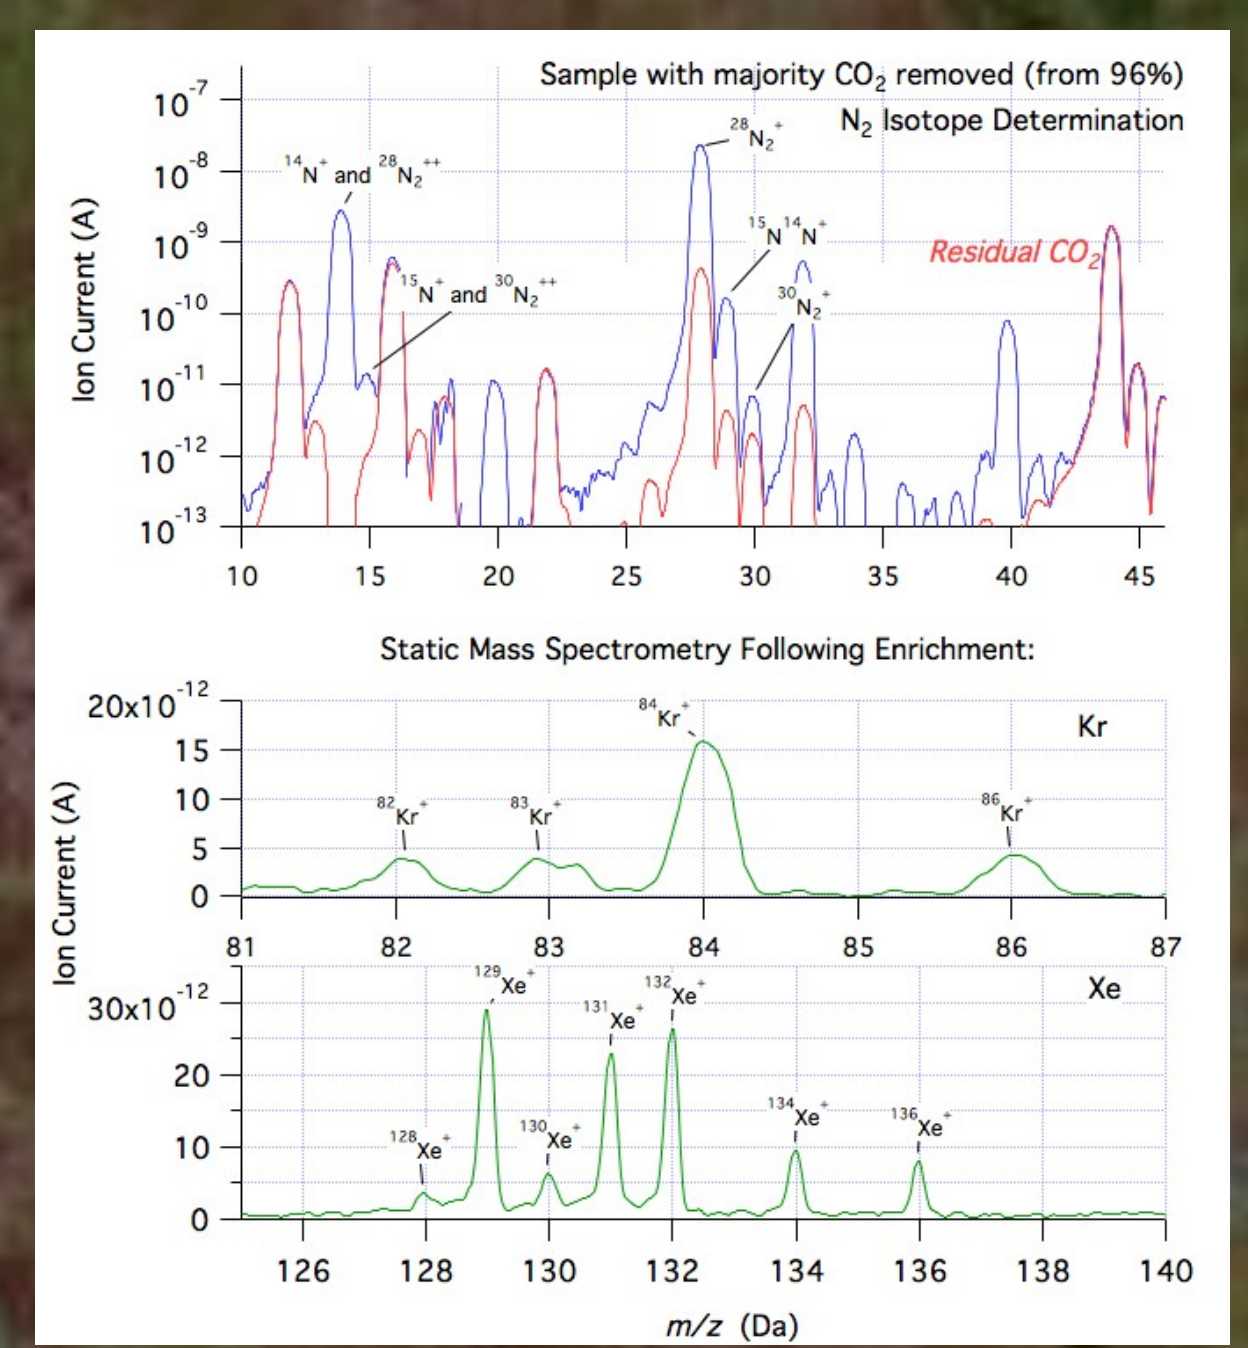 Sample with majority CO₂ removed (from 96%)
N₂ Isotope Determination
10⁻⁷
10⁻⁸
10⁻⁹
10⁻¹⁰
10⁻¹¹
10⁻¹²
10⁻¹³
Ion Current (A)
¹⁴N⁺ and ²⁸N₂⁺⁺
¹⁵N⁺ and ³⁰N₂⁺⁺
²⁸N₂⁺
¹⁵N¹⁴N⁺
³⁰N₂⁺
Residual CO₂
10 15 20 25 30 35 40 45
Static Mass Spectrometry Following Enrichment:
20x10⁻¹²
15
10
5
0
Kr
⁸²Kr⁺
⁸³Kr⁺
⁸⁴Kr⁺
⁸⁶Kr⁺
81 82 83 84 85 86 87
Ion Current (A)
30x10⁻¹²
20
10
0
Xe
¹²⁸Xe⁺
¹²⁹Xe⁺
¹³⁰Xe⁺
¹³¹Xe⁺
¹³²Xe⁺
¹³⁴Xe⁺
¹³⁶Xe⁺
126 128 130 132 134 136 138 140
m/z (Da)